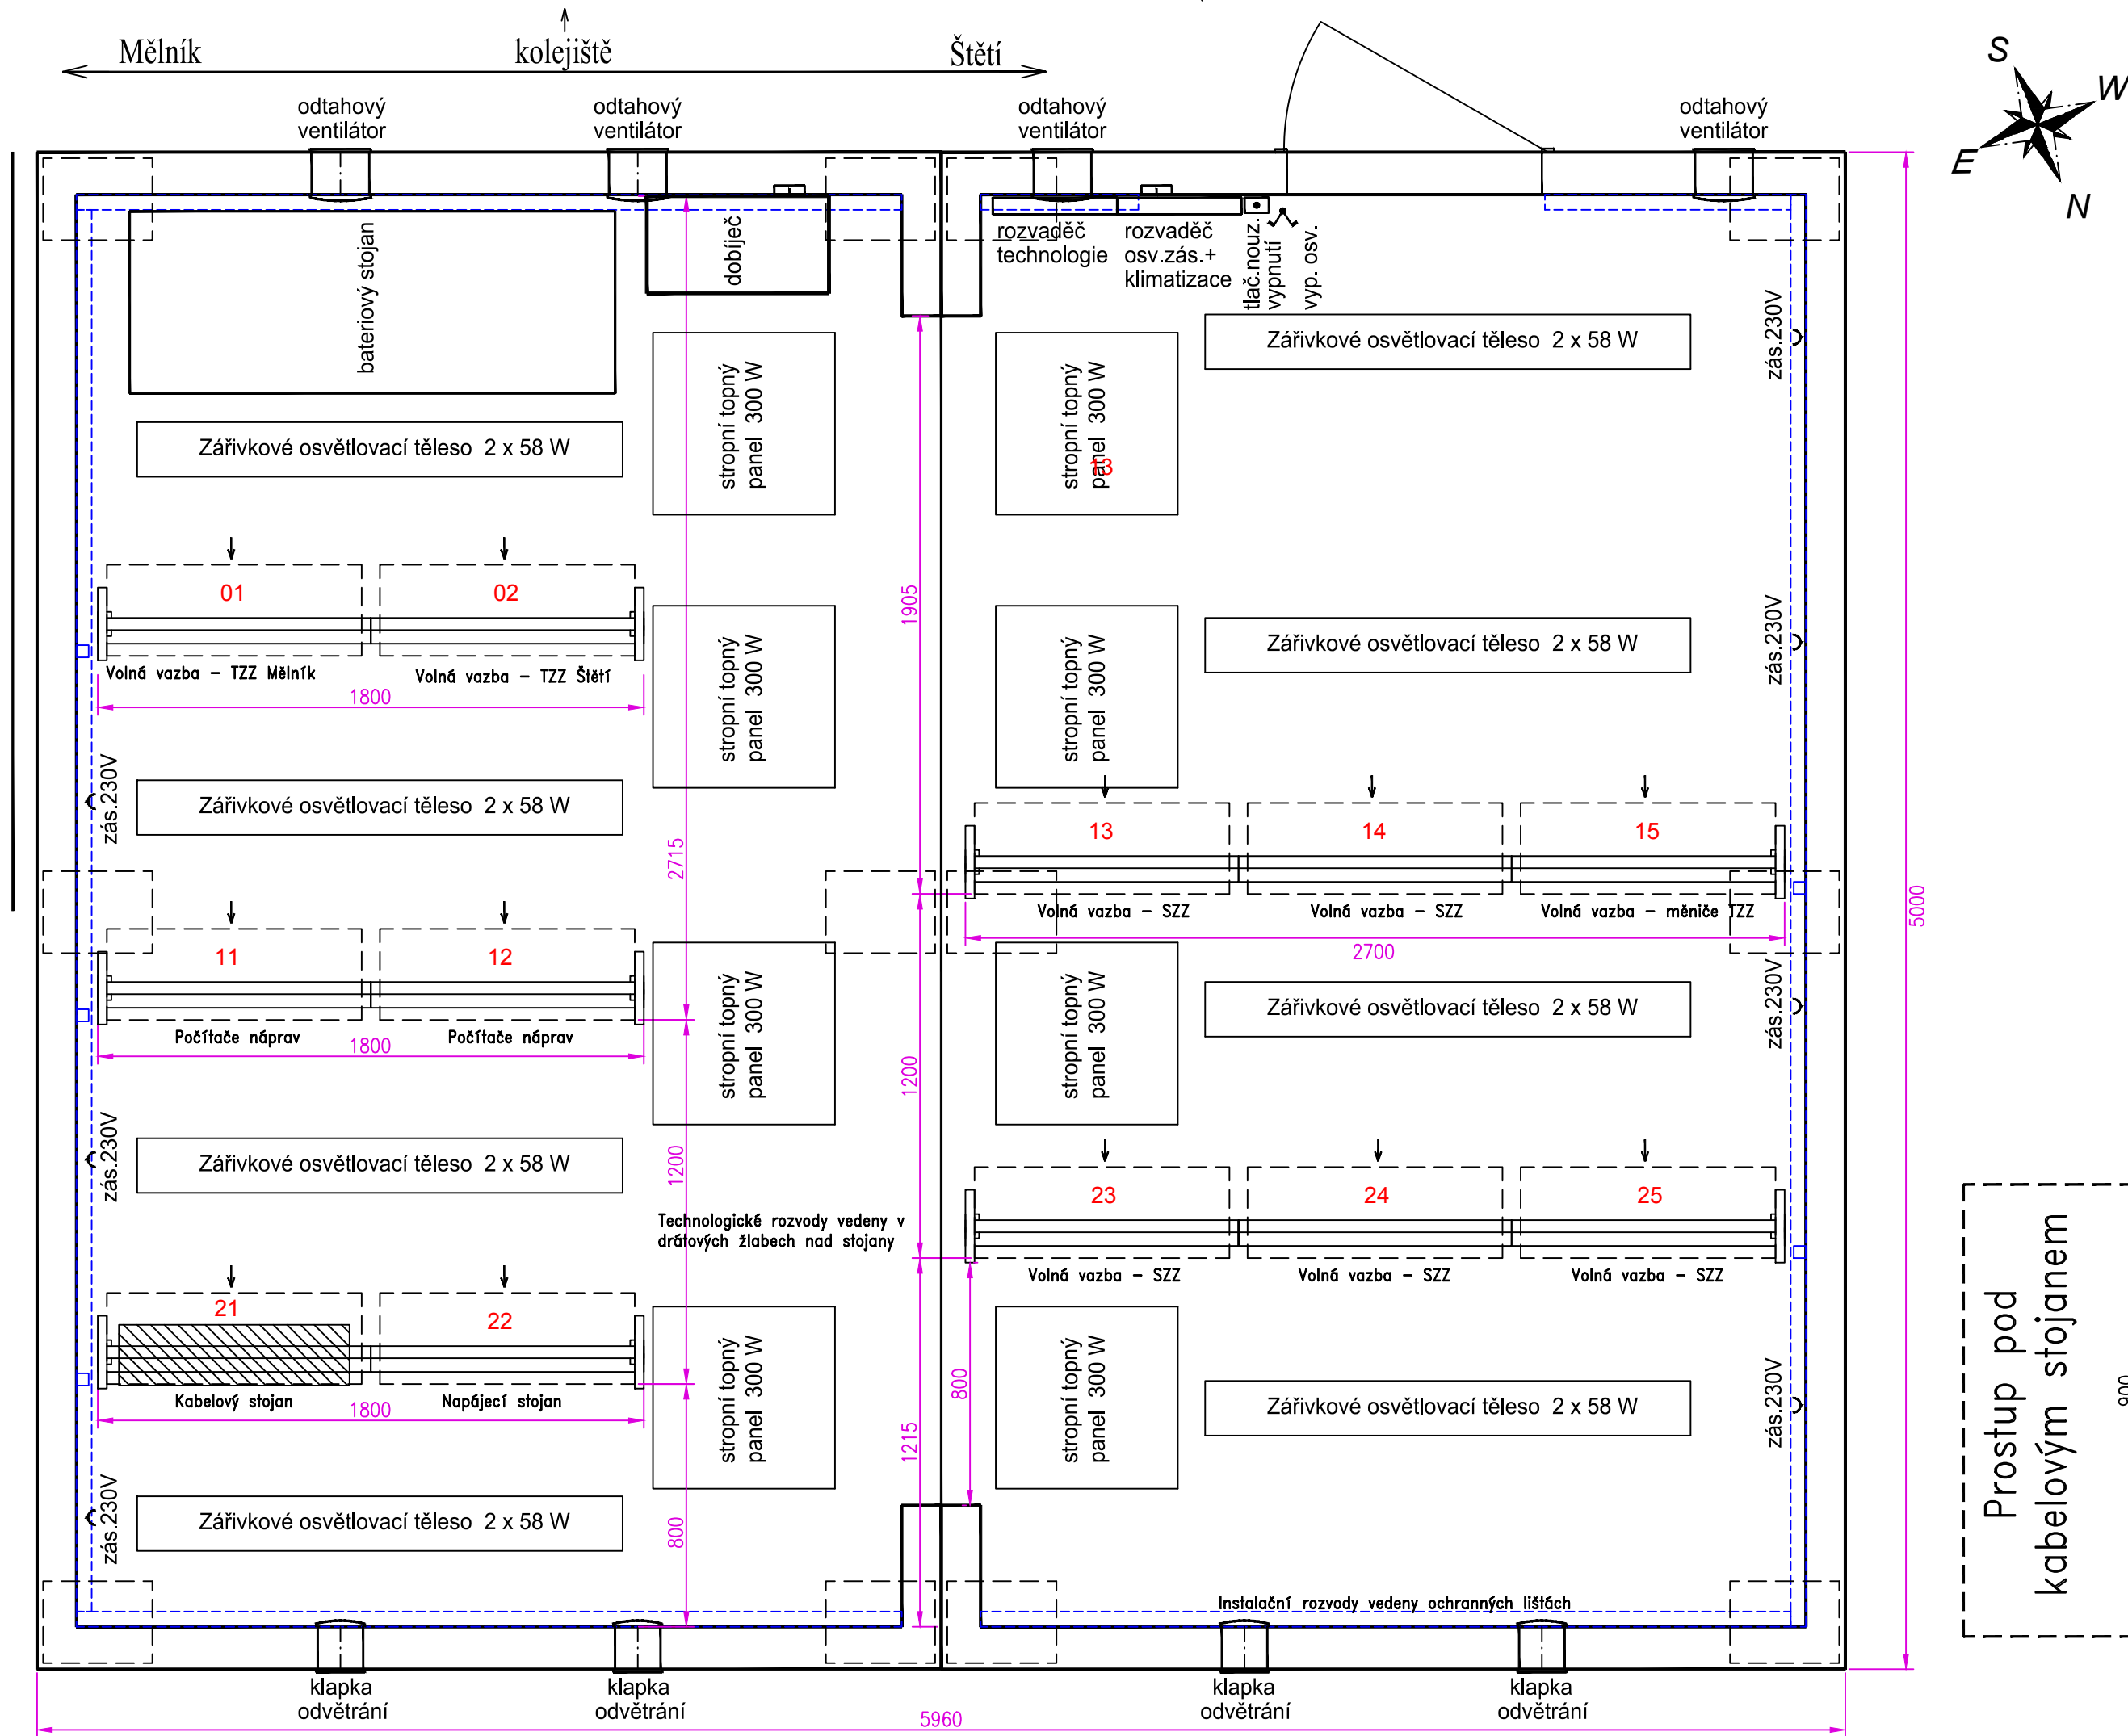 Mělník
kolejiště
Štětí
S
W
E
N
odtahový
ventilátor
odtahový
ventilátor
odtahový
ventilátor
odtahový
ventilátor
bateriový stojan
dobíječ
rozvaděč
technologie
rozvaděč
osv.zás.+
klimatizace
tlač.nouz.
vypnutí
vyp. osv.
Zářivkové osvětlovací těleso 2 x 58 W
zás.230V
stropní topný
panel 300 W
stropní topný
panel 300 W
13
Zářivkové osvětlovací těleso 2 x 58 W
01
02
Volná vazba – TZZ Mělník
Volná vazba – TZZ Štětí
1800
1905
stropní topný
panel 300 W
stropní topný
panel 300 W
Zářivkové osvětlovací těleso 2 x 58 W
zás.230V
zás.230V
Zářivkové osvětlovací těleso 2 x 58 W
2715
13
14
15
Volná vazba – SZZ
Volná vazba – SZZ
Volná vazba – měniče TZZ
2700
5000
11
12
Počítače náprav
Počítače náprav
1800
stropní topný
panel 300 W
1200
stropní topný
panel 300 W
Zářivkové osvětlovací těleso 2 x 58 W
zás.230V
zás.230V
Zářivkové osvětlovací těleso 2 x 58 W
1200
Technologické rozvody vedeny v
drátových žlabech nad stojany
23
24
25
Volná vazba – SZZ
Volná vazba – SZZ
Volná vazba – SZZ
21
22
Kabelový stojan
Napájecí stojan
1800
stropní topný
panel 300 W
1215
800
stropní topný
panel 300 W
Zářivkové osvětlovací těleso 2 x 58 W
zás.230V
Prostup pod
kabelovým stojanem
900
zás.230V
Zářivkové osvětlovací těleso 2 x 58 W
800
Instalační rozvody vedeny ochranných lištách
klapka
odvětrání
klapka
odvětrání
klapka
odvětrání
klapka
odvětrání
5960